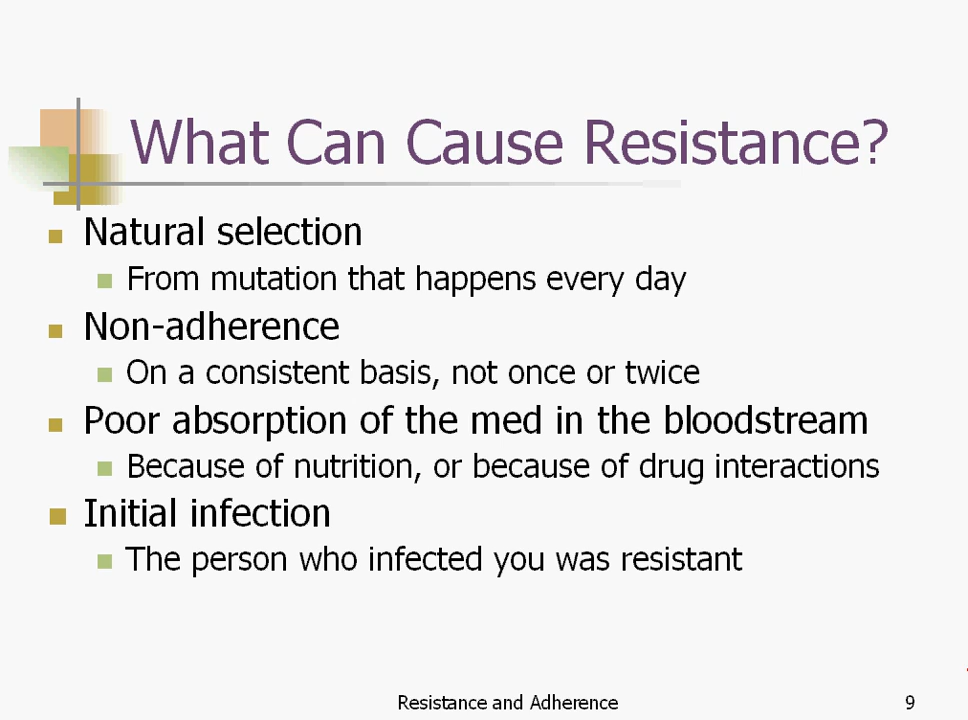 What Can Cause Resistance?
Natural selection
From mutation that happens every day
Non-adherence
On a consistent basis, not once or twice
Poor absorption of the med in the bloodstream
Because of nutrition, or because of drug interactions
Initial infection
The person who infected you was resistant
Resistance and Adherence
9